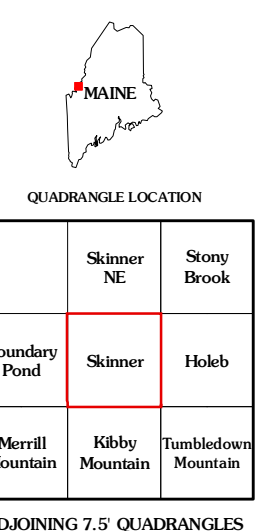 MAINE
QUADRANGLE LOCATION
Skinner
NE
Stony
Brook
oundary
Pond
Skinner
Holeb
Merrill
ountain
Kibby
Mountain
Tumbledown
Mountain
DJOINING 7.5' QUADRANGLES